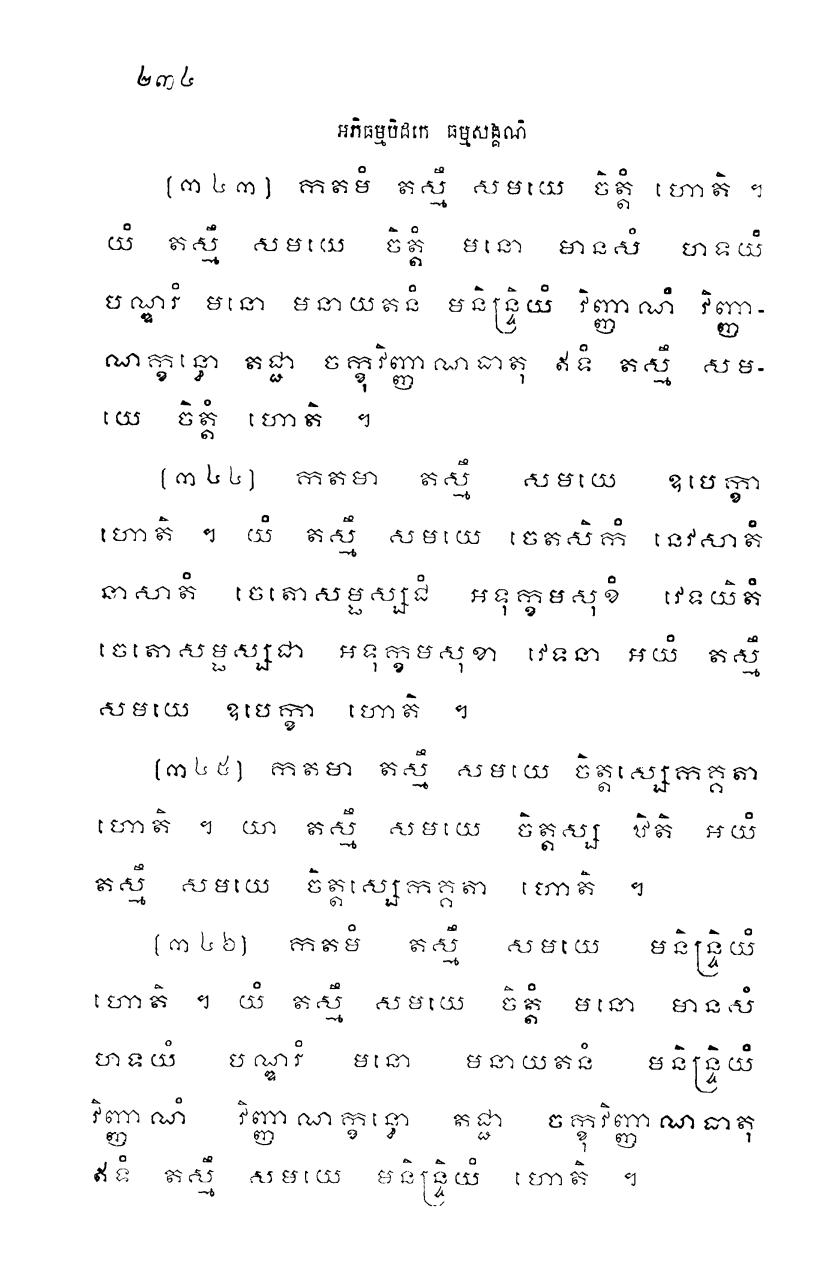 ២៣៤
អភិធម្មបិដកេ ធម្មសង្គណិ
(៣៤៣) កតមំ តស្មឹ សមយេ ចិត្តំ ហោតិ ។
យំ តស្មឹ សមយេ ចិត្តំ មនោ មានសំ ហទយំ
បណ្ឌរំ មនោ មនាយតនំ មនិន្ទ្រិយំ វិញ្ញាណំ វិញ្ញា-
ណក្ខន្ធោ តជ្ជា ចក្ខុវិញ្ញាណធាតុ ឥទំ តស្មឹ សម-
យេ ចិត្តំ ហោតិ ។
(៣៤៤) កតមា តស្មឹ សមយេ ឧបេក្ខា
ហោតិ ។ យំ តស្មឹ សមយេ ចេតសិកំ នេវសាតំ
នាសាតំ ចេតោសម្ផស្សជំ អទុក្ខមសុខំ វេទយិតំ
ចេតោសម្ផស្សជា អទុក្ខមសុខា វេទនា អយំ តស្មឹ
សមយេ ឧបេក្ខា ហោតិ ។
(៣៤៥) កតមា តស្មឹ សមយេ ចិត្តស្សេកគ្គតា
ហោតិ ។ យា តស្មឹ សមយេ ចិត្តស្ស ឋិតិ អយំ
តស្មឹ សមយេ ចិត្តស្សេកគ្គតា ហោតិ ។
(៣៤៦) កតមំ តស្មឹ សមយេ មនិន្ទ្រិយំ
ហោតិ ។ យំ តស្មឹ សមយេ ចិត្តំ មនោ មានសំ
ហទយំ បណ្ឌរំ មនោ មនាយតនំ មនិន្ទ្រិយំ
វិញ្ញាណំ វិញ្ញាណក្ខន្ធោ តជ្ជា ចក្ខុវិញ្ញាណធាតុ
ឥទំ តស្មឹ សមយេ មនិន្ទ្រិយំ ហោតិ ។